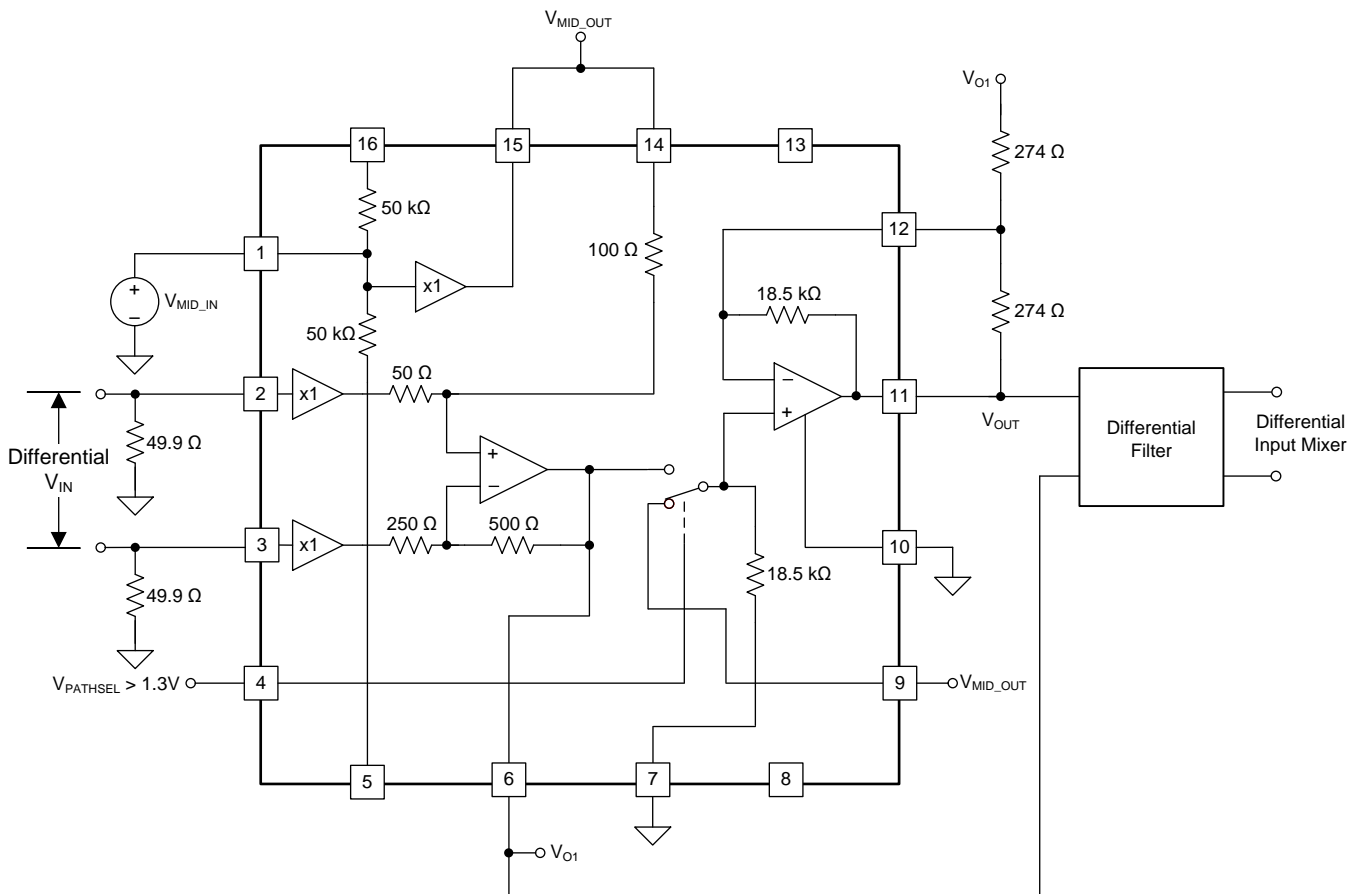 V_MID_OUT
V_O1
16
15
14
13
274 Ω
50 kΩ
12
1
100 Ω
x1
18.5 kΩ
274 Ω
+
−
V_MID_IN
50 kΩ
50 Ω
2
x1
−
+
11
V_OUT
Differential
Filter
Differential
Input Mixer
49.9 Ω
Differential
V_IN
+
−
250 Ω
500 Ω
3
x1
10
18.5 kΩ
49.9 Ω
V_PATHSEL > 1.3V
4
9
V_MID_OUT
5
6
7
8
V_O1